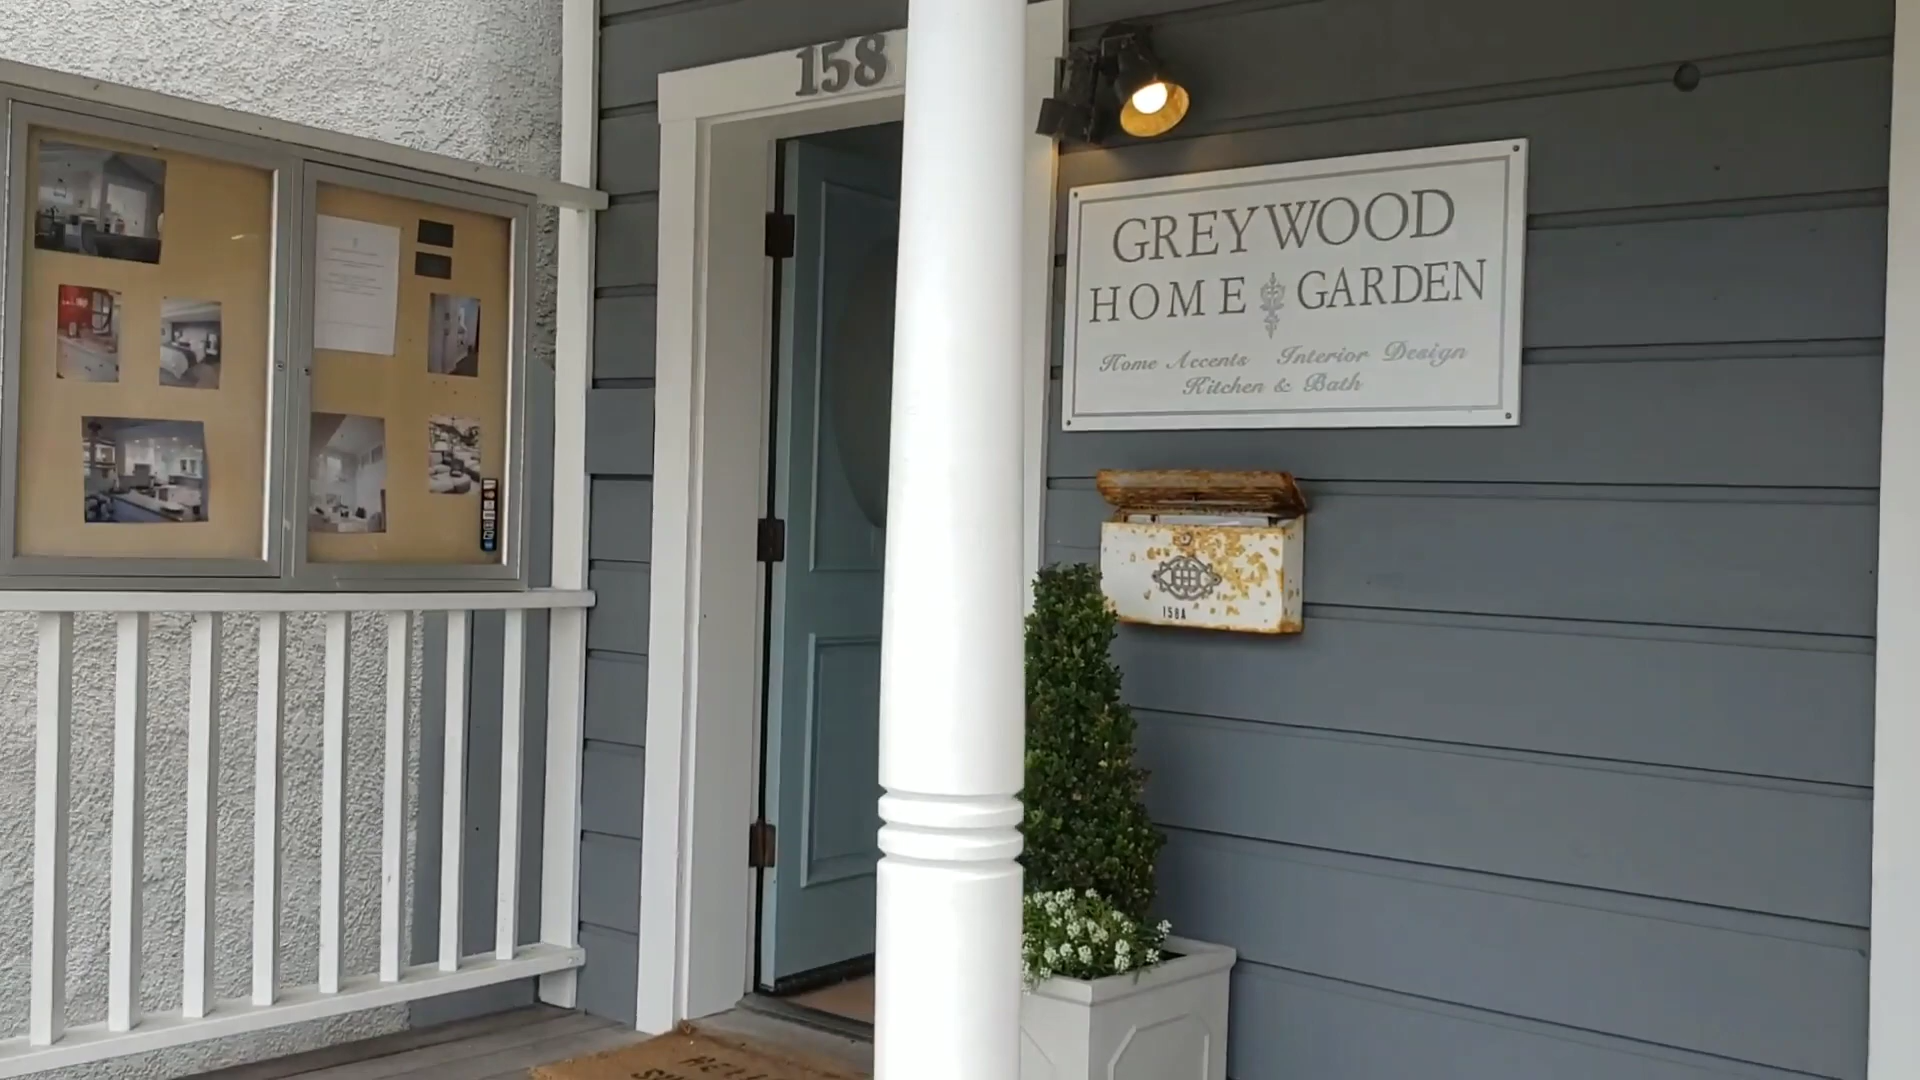 158
GREYWOOD
HOME GARDEN
Home Accents Interior Design
Kitchen & Bath
158A